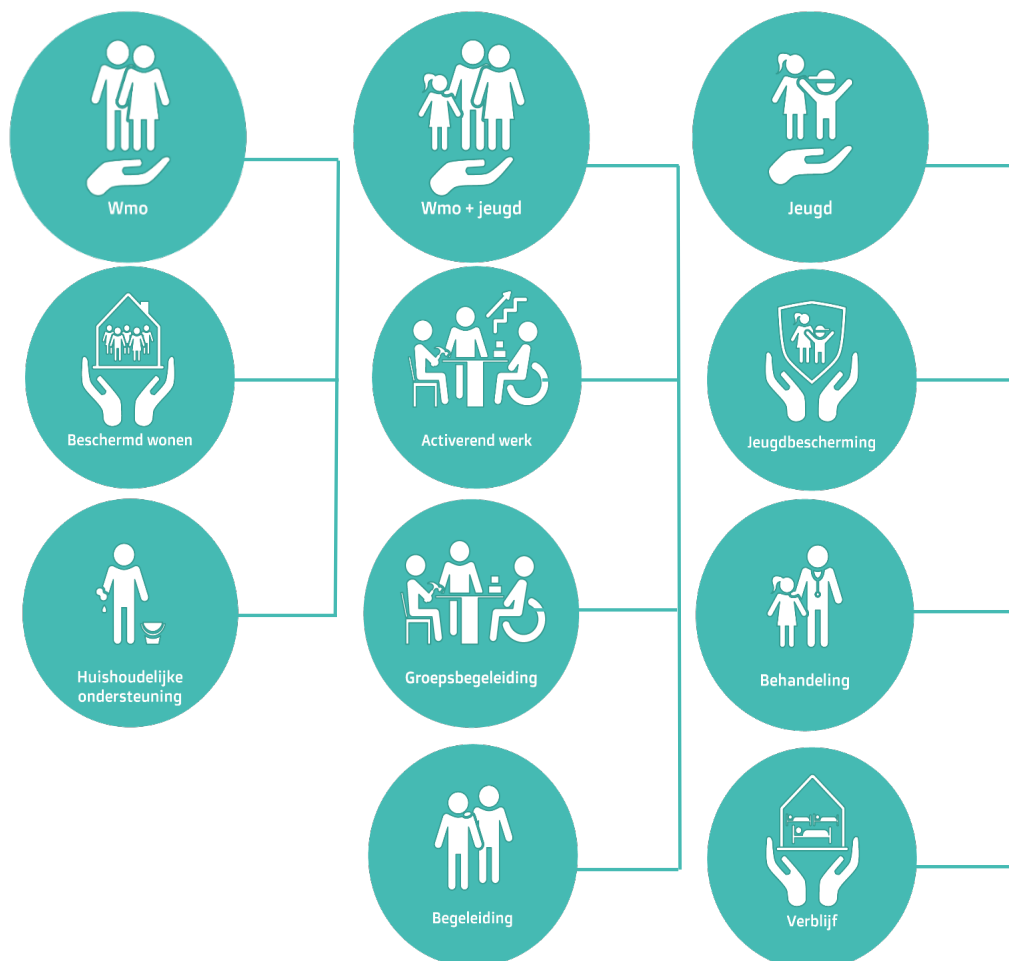 Wmo
Wmo + jeugd
Jeugd
Beschermd wonen
Activerend werk
Jeugdbescherming
Huishoudelijke
ondersteuning
Groepsbegeleiding
Behandeling
Begeleiding
Verblijf